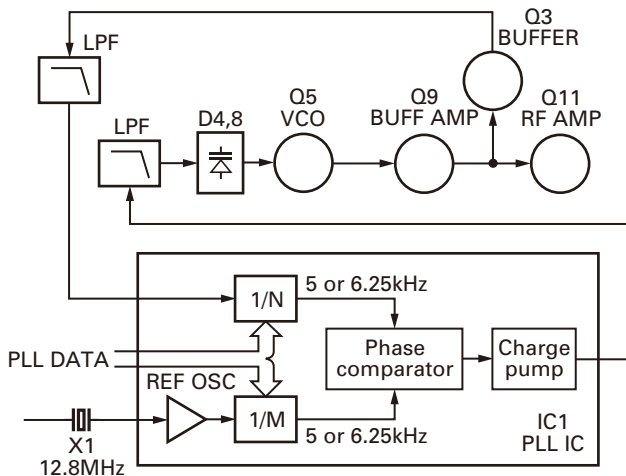 LPF
Q3
BUFFER
LPF
D4,8
Q5
VCO
Q9
BUFF AMP
Q11
RF AMP
1/N
5 or 6.25kHz
PLL DATA
Phase
comparator
Charge
pump
REF OSC
1/M
5 or 6.25kHz
X1
12.8MHz
IC1
PLL IC